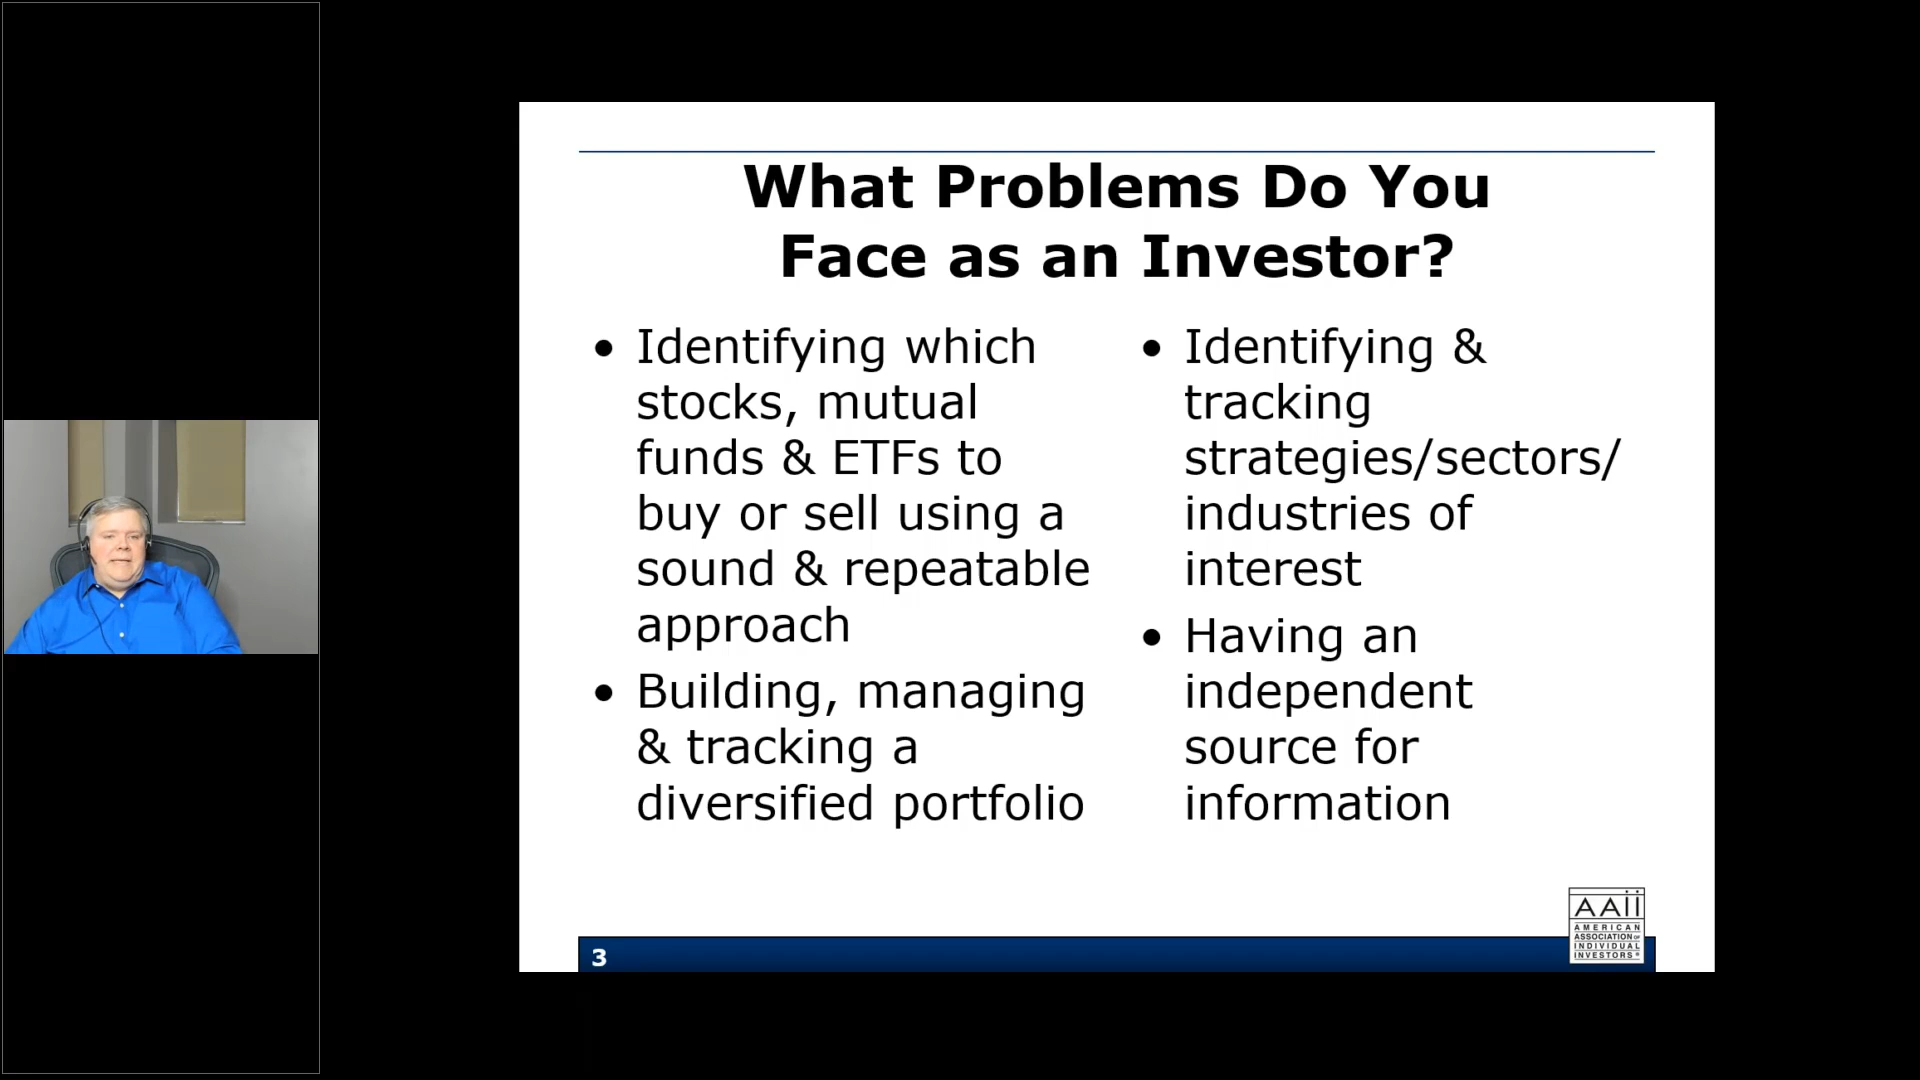 What Problems Do You
Face as an Investor?
• Identifying which
stocks, mutual
funds & ETFs to
buy or sell using a
sound & repeatable
approach
• Building, managing
& tracking a
diversified portfolio
• Identifying &
tracking
strategies/sectors/
industries of
interest
• Having an
independent
source for
information
3
AAii
AMERICAN
ASSOCIATION OF
INDIVIDUAL
INVESTORS®